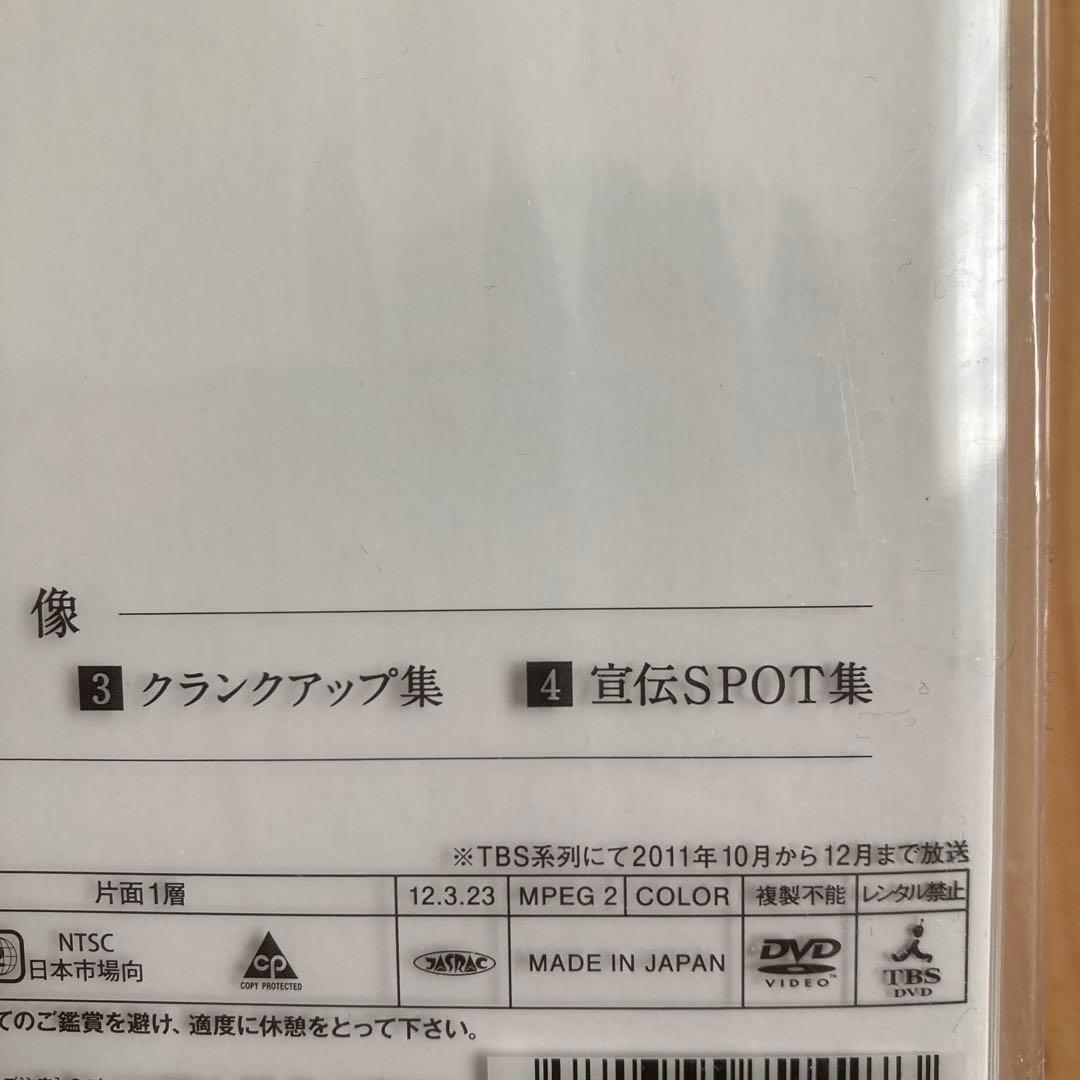 像
3 クランクアップ集 4 宣伝SPOT集
※TBS系列にて2011年10月から12月まで放送
片面1層 12.3.23 MPEG 2 COLOR 複製不能 レンタル禁止
NTSC
日本市場向
CP
COPY PROTECTED
JASRAC
MADE IN JAPAN
DVD
VIDEO™
TBS
DVD
てのご鑑賞を避け、適度に休憩をとって下さい。